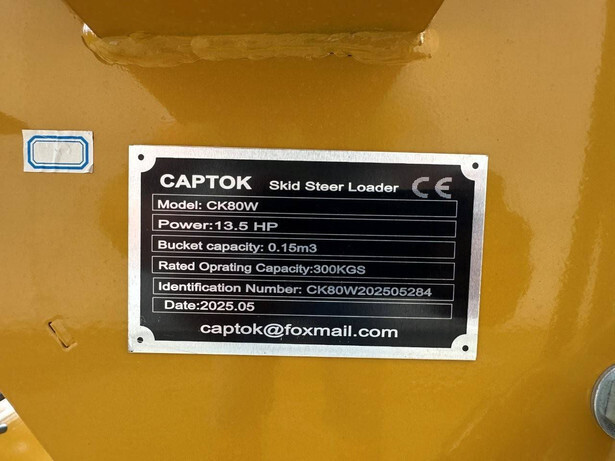 CAPTOK Skid Steer Loader CE
Model: CK80W
Power:13.5 HP
Bucket capacity: 0.15m3
Rated Oprating Capacity:300KGS
Identification Number: CK80W202505284
Date:2025.05
captok@foxmail.com